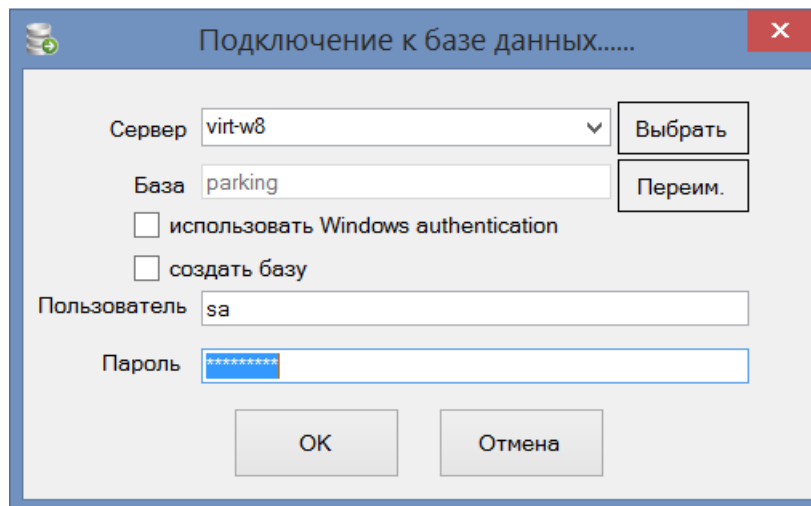 Подключение к базе данных......
Сервер virt-w8 Выбрать
База parking Переим.
использовать Windows authentication
создать базу
Пользователь sa
Пароль *********
OK Отмена